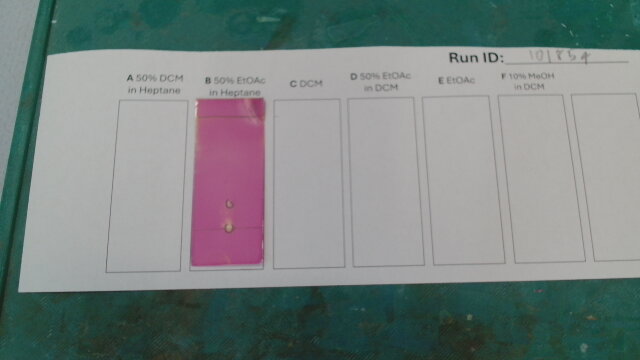 Run ID: 101854
A 50% DCM
in Heptane
B 50% EtOAc
in Heptane
C DCM
D 50% EtOAc
in DCM
E EtOAc
F 10% MeOH
in DCM